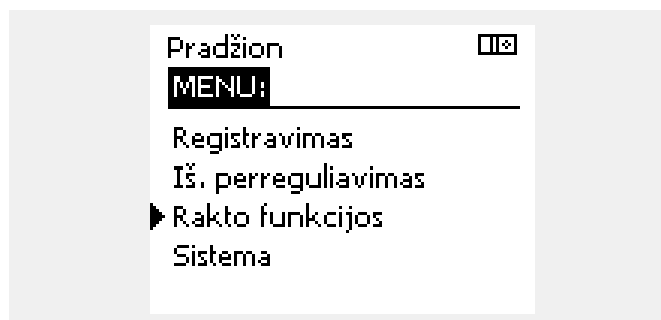 Pradžion
MENU:
Registravimas
Iš. perreguliavimas
Rakto funkcijos
Sistema